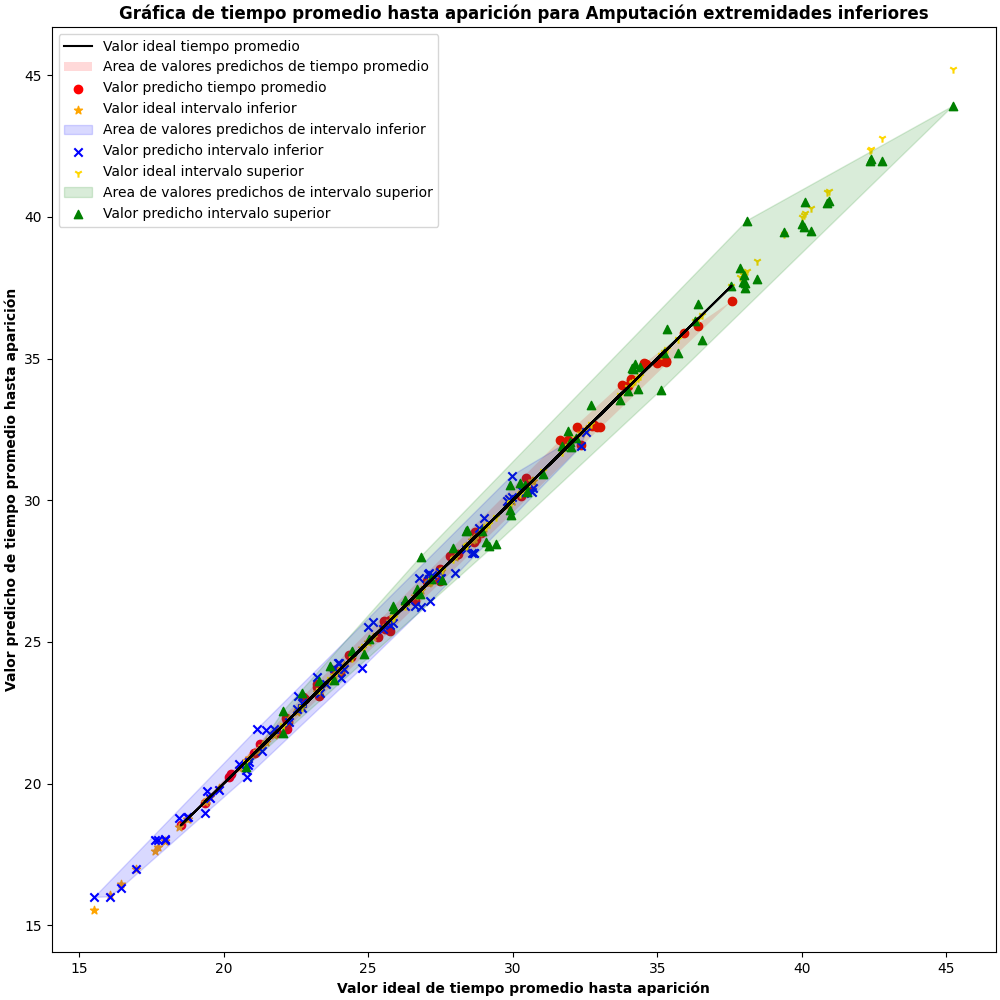 Gráfica de tiempo promedio hasta aparición para Amputación extremidades inferiores
Valor ideal tiempo promedio
Area de valores predichos de tiempo promedio
Valor predicho tiempo promedio
Valor ideal intervalo inferior
Area de valores predichos de intervalo inferior
Valor predicho intervalo inferior
Valor ideal intervalo superior
Area de valores predichos de intervalo superior
Valor predicho intervalo superior
Valor predicho de tiempo promedio hasta aparición
45
40
35
30
25
20
15
15 20 25 30 35 40 45
Valor ideal de tiempo promedio hasta aparición